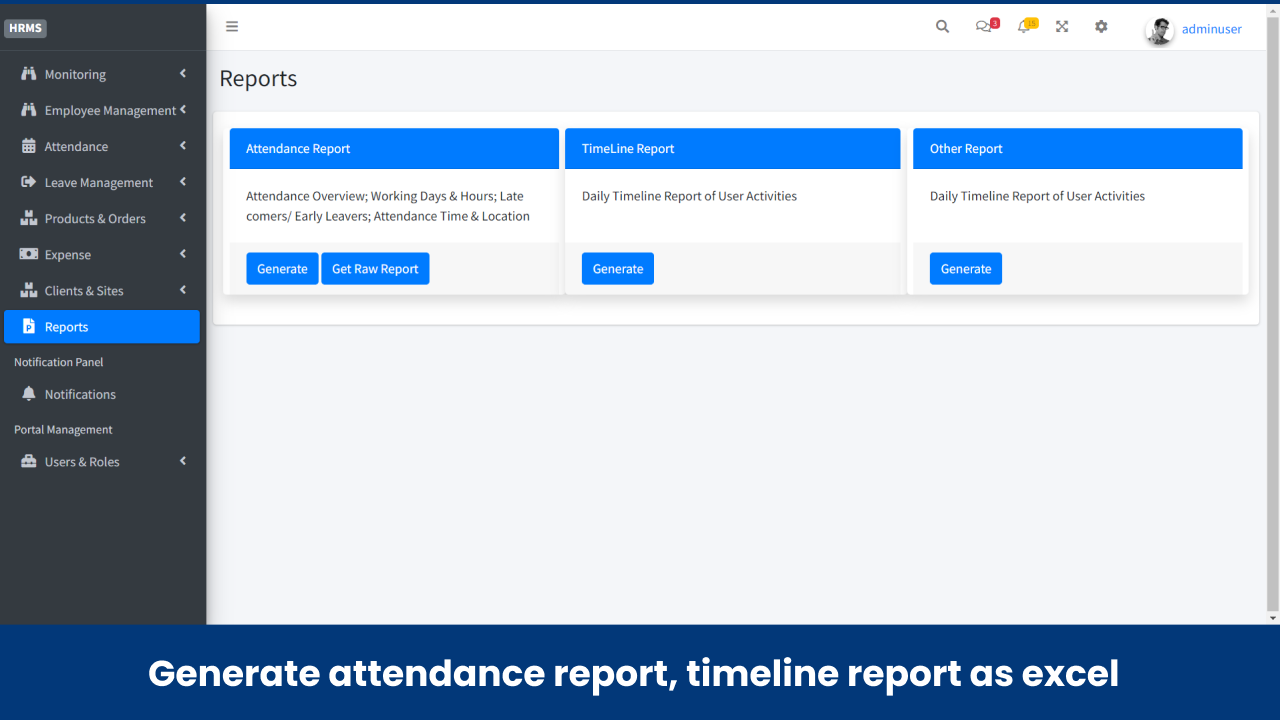 HRMS
3
15
adminuser
Monitoring
Employee Management
Attendance
Leave Management
Products & Orders
Expense
Clients & Sites
Reports
Notification Panel
Notifications
Portal Management
Users & Roles
Reports
Attendance Report
Attendance Overview; Working Days & Hours; Late
comers/ Early Leavers; Attendance Time & Location
Generate
Get Raw Report
TimeLine Report
Daily Timeline Report of User Activities
Generate
Other Report
Daily Timeline Report of User Activities
Generate
Generate attendance report, timeline report as excel